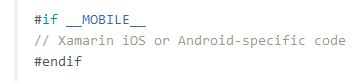 #if __MOBILE__
// Xamarin iOS or Android-specific code
#endif